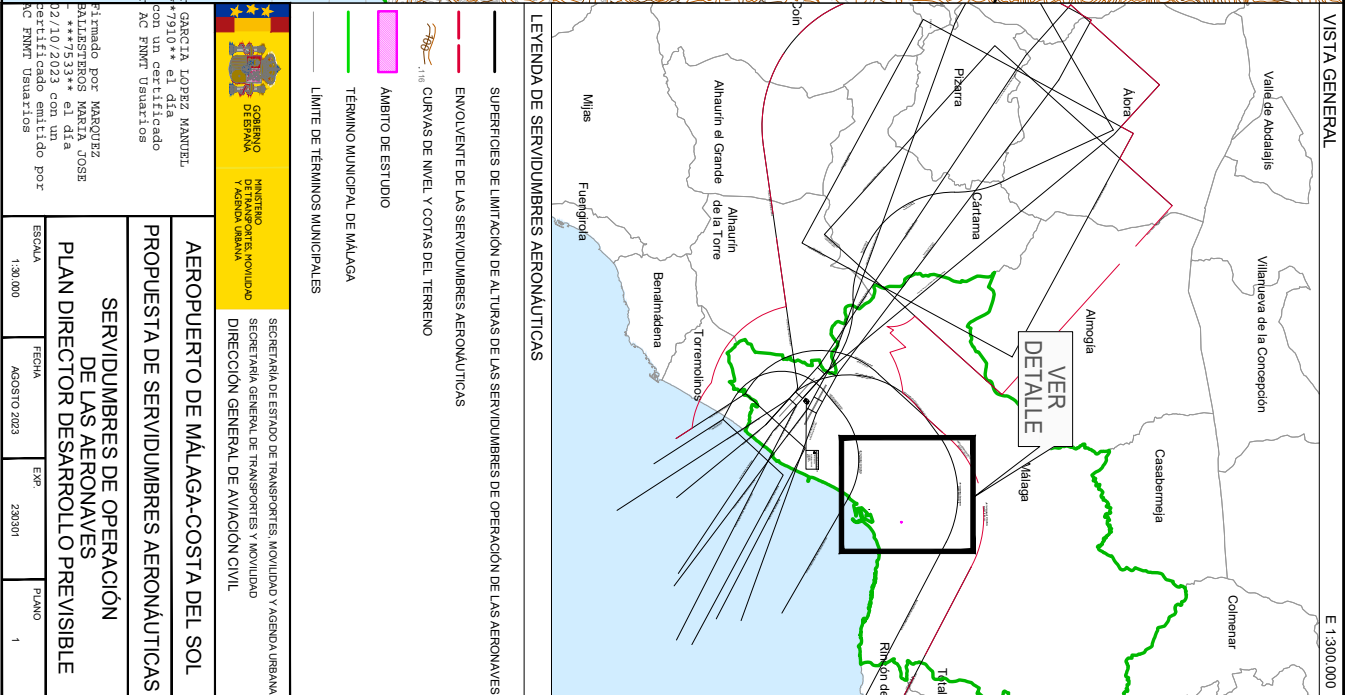 VISTA GENERAL
E 1:300.000
Valle de Abdalajís
Villanueva de la Concepción
Colmenar
Álora
Almogía
Casabermeja
Pizarra
Cártama
VER
DETALLE
Málaga
Alhaurín el Grande
Alhaurín
de la Torre
Mijas
Fuengirola
Benalmádena
Torremolinos
LEYENDA DE SERVIDUMBRES AERONÁUTICAS
SUPERFICIES DE LIMITACIÓN DE ALTURAS DE LAS SERVIDUMBRES DE OPERACIÓN DE LAS AERONAVES
ENVOLVENTE DE LAS SERVIDUMBRES AERONÁUTICAS
100
116
CURVAS DE NIVEL Y COTAS DEL TERRENO
ÁMBITO DE ESTUDIO
TÉRMINO MUNICIPAL DE MÁLAGA
LÍMITE DE TÉRMINOS MUNICIPALES
GOBIERNO
DE ESPAÑA
MINISTERIO
DE TRANSPORTES, MOVILIDAD
Y AGENDA URBANA
SECRETARÍA DE ESTADO DE TRANSPORTES, MOVILIDAD Y AGENDA URBANA
SECRETARÍA GENERAL DE TRANSPORTES Y MOVILIDAD
DIRECCIÓN GENERAL DE AVIACIÓN CIVIL
AEROPUERTO DE MÁLAGA-COSTA DEL SOL
PROPUESTA DE SERVIDUMBRES AERONÁUTICAS
SERVIDUMBRES DE OPERACIÓN
DE LAS AERONAVES
PLAN DIRECTOR DESARROLLO PREVISIBLE
ESCALA
1:30.000
FECHA
AGOSTO 2023
EXP.
230301
PLANO
1
GARCIA LOPEZ MANUEL
**7910** el día
con un certificado
AC FNMT Usuarios
Firmado por MARQUEZ
BALLESTEROS MARIA JOSE
***7533** el día
02/10/2023 con un
certificado emitido por
AC FNMT Usuarios